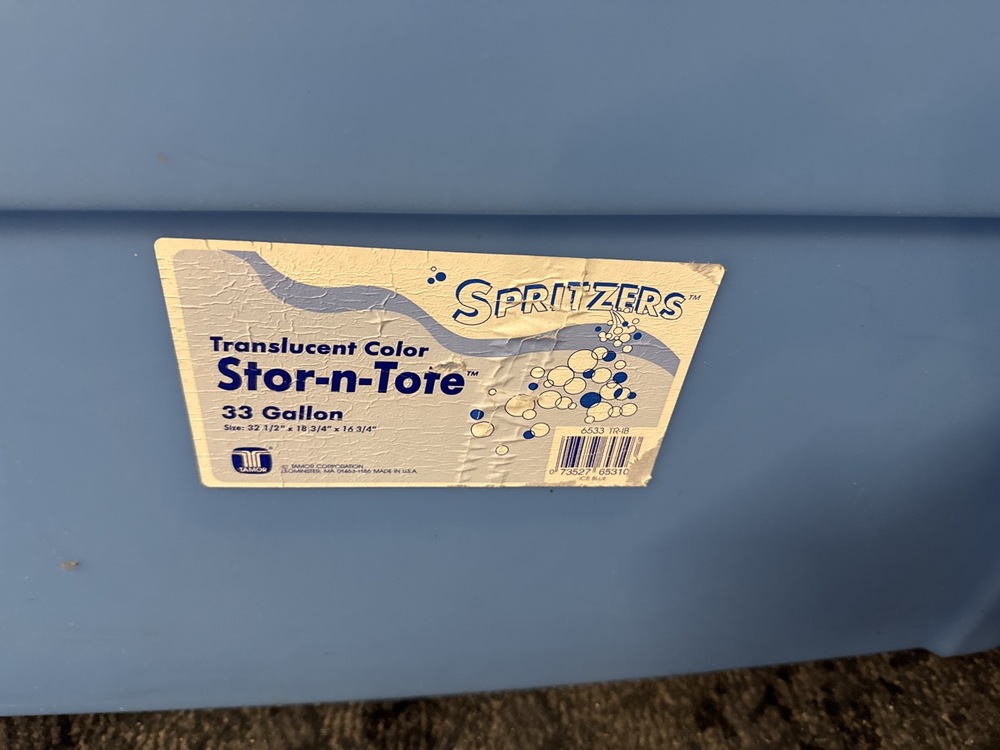 SPRITZERS™
Translucent Color
Stor-n-Tote™
33 Gallon
Size: 32 1/2" x 18 3/4" x 16 3/4"
TAMOR®
© TAMOR CORPORATION
LEOMINSTER, MA 01453-1186 MADE IN U.S.A.
6533 TR-IB
0 73527 65310
ICE BLUE